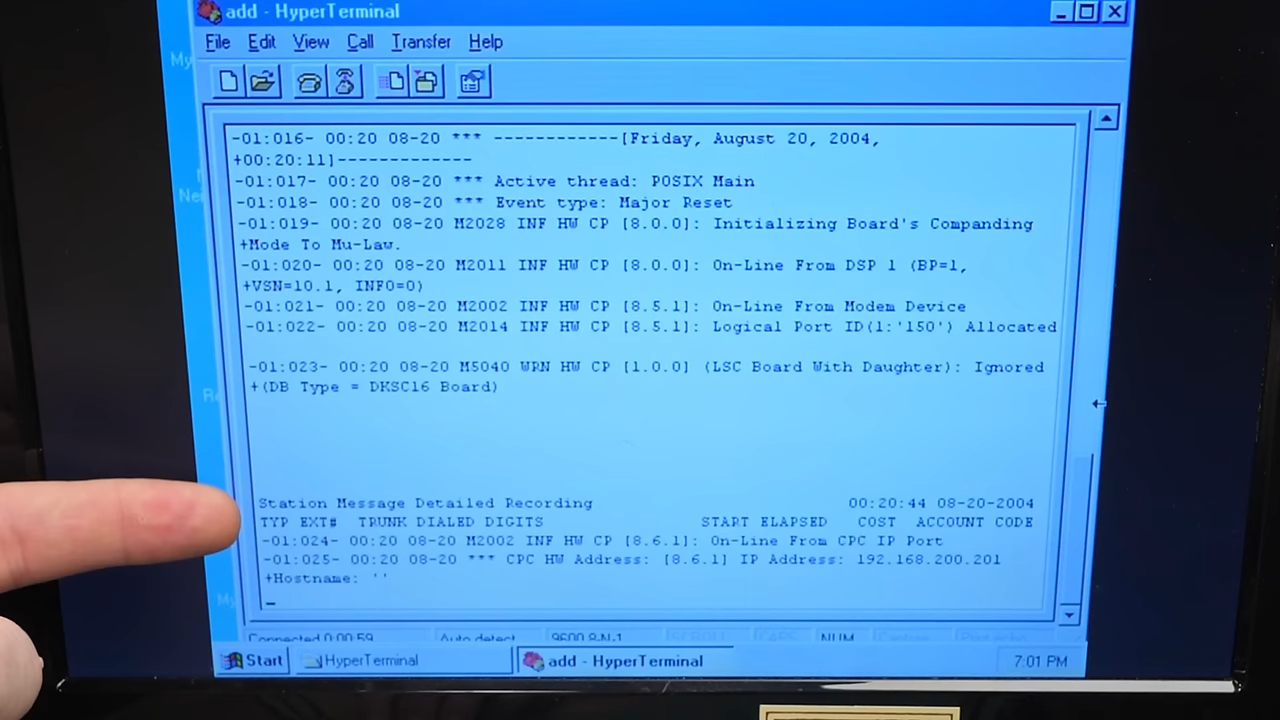 add - HyperTerminal
File Edit View Call Transfer Help
-01:016- 00:20 08-20 *** ------------[Friday, August 20, 2004,
+00:20:11]-------------
-01:017- 00:20 08-20 *** Active thread: POSIX Main
-01:018- 00:20 08-20 *** Event type: Major Reset
-01:019- 00:20 08-20 M2028 INF HW CP [8.0.0]: Initializing Board's Companding
+Mode To Mu-Law.
-01:020- 00:20 08-20 M2011 INF HW CP [8.0.0]: On-Line From DSP 1 (BP=1,
+VSN=10.1, INFO=0)
-01:021- 00:20 08-20 M2002 INF HW CP [8.5.1]: On-Line From Modem Device
-01:022- 00:20 08-20 M2014 INF HW CP [8.5.1]: Logical Port ID(1:'150') Allocated
-01:023- 00:20 08-20 M5040 WRN HW CP [1.0.0] (LSC Board With Daughter): Ignored
+(DB Type = DKSC16 Board)
Station Message Detailed Recording 00:20:44 08-20-2004
TYP EXT# TRUNK DIALED DIGITS START ELAPSED COST ACCOUNT CODE
-01:024- 00:20 08-20 M2002 INF HW CP [8.6.1]: On-Line From CPC IP Port
-01:025- 00:20 08-20 *** CPC HW Address: [8.6.1] IP Address: 192.168.200.201
+Hostname: ''
Connected 0:00:59 Auto detect 9600 8-N-1 SCROLL CAPS NUM Capture Print echo
Start HyperTerminal add - HyperTerminal 7:01 PM